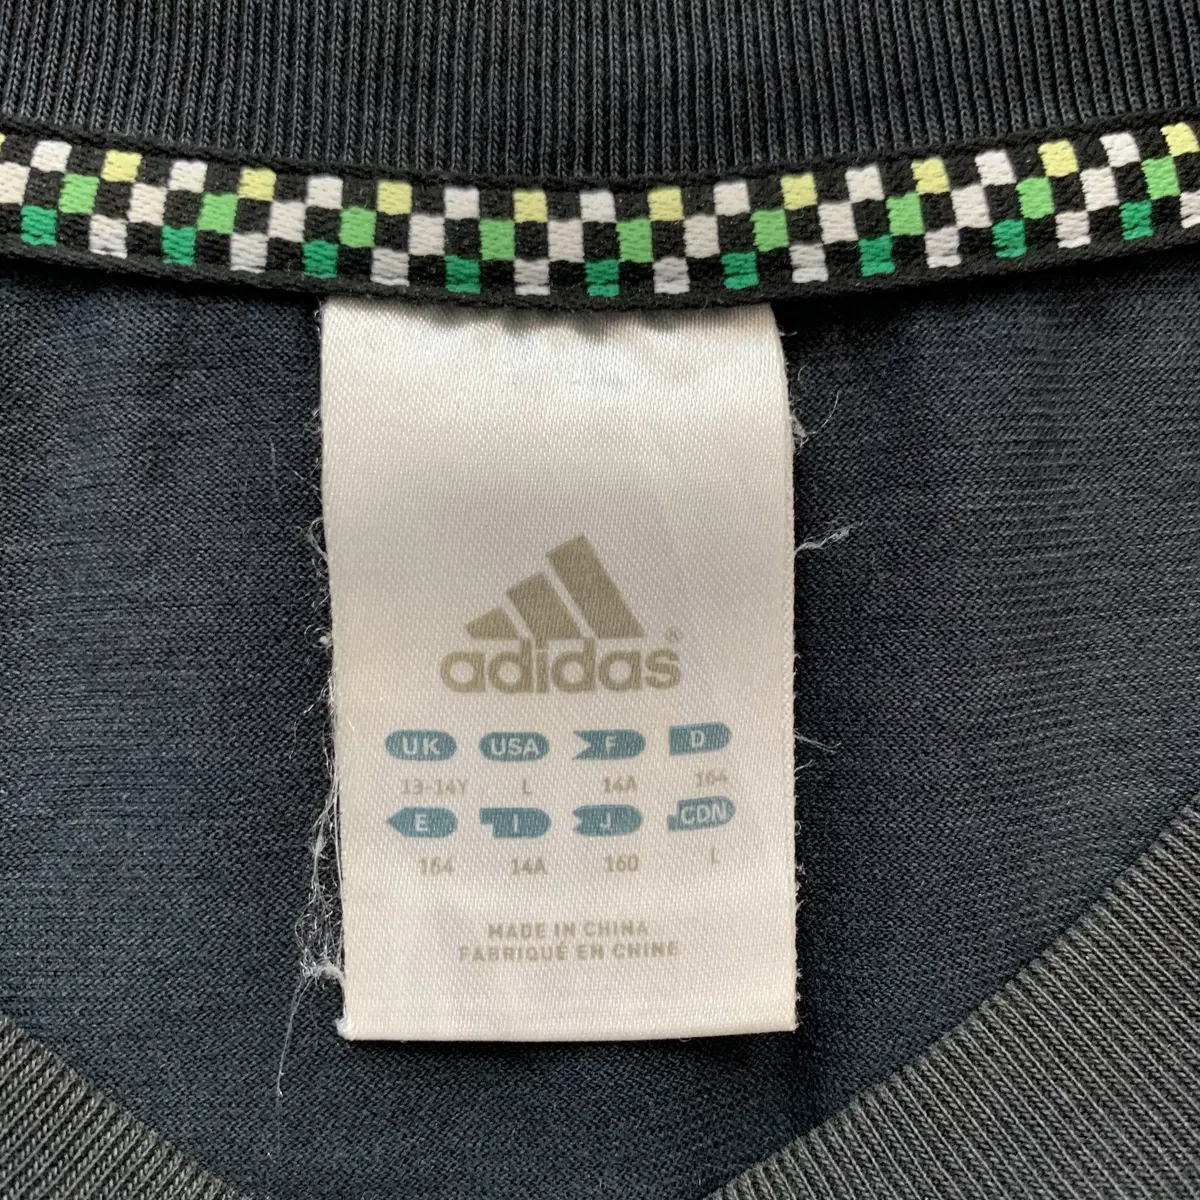 adidas®
UK USA F D
13-14Y L 14A 164
E I J CDN
164 14A 160 L
MADE IN CHINA
FABRIQUÉ EN CHINE